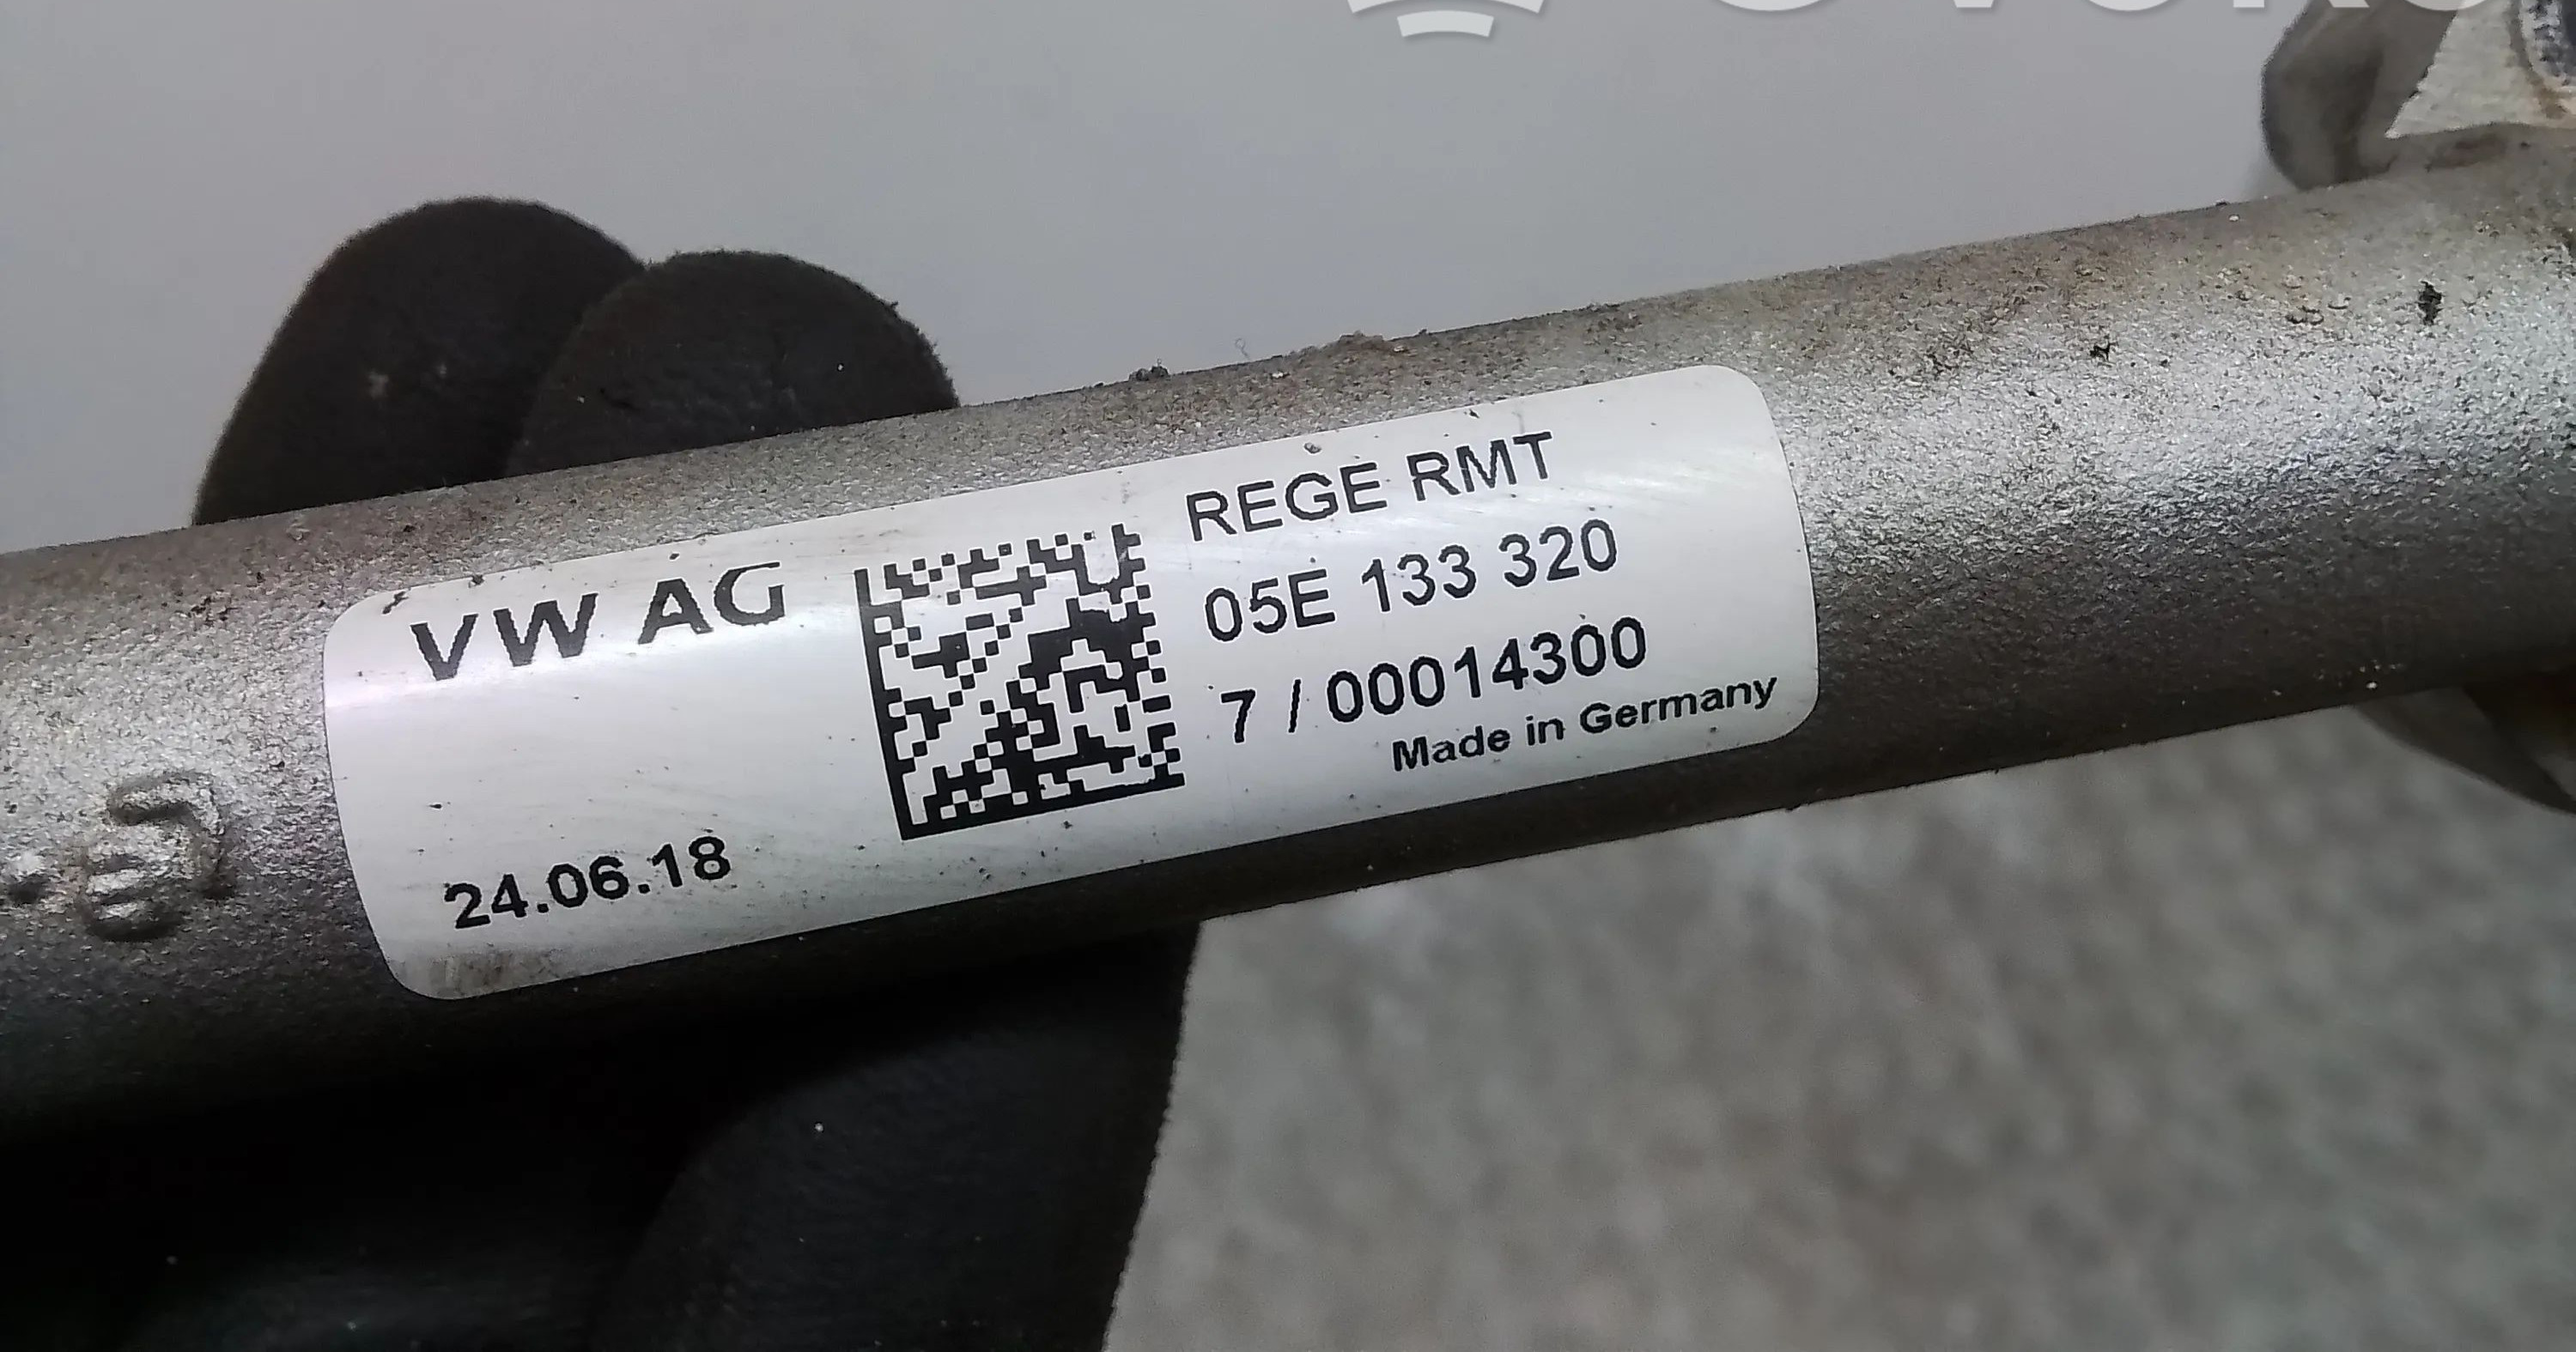 VW AG
24.06.18
REGE RMT
05E 133 320
7 / 00014300
Made in Germany